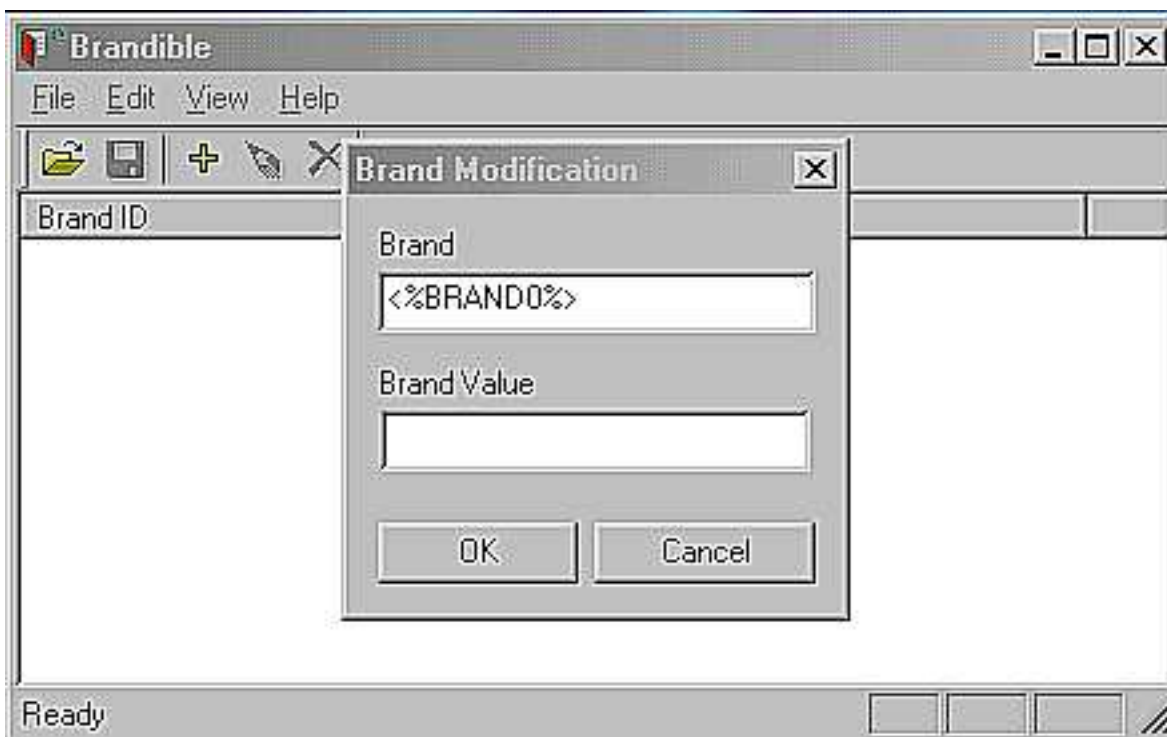 Brandible
File Edit View Help
Brand Modification
Brand ID
Brand
<%BRAND0%>
Brand Value
OK Cancel
Ready